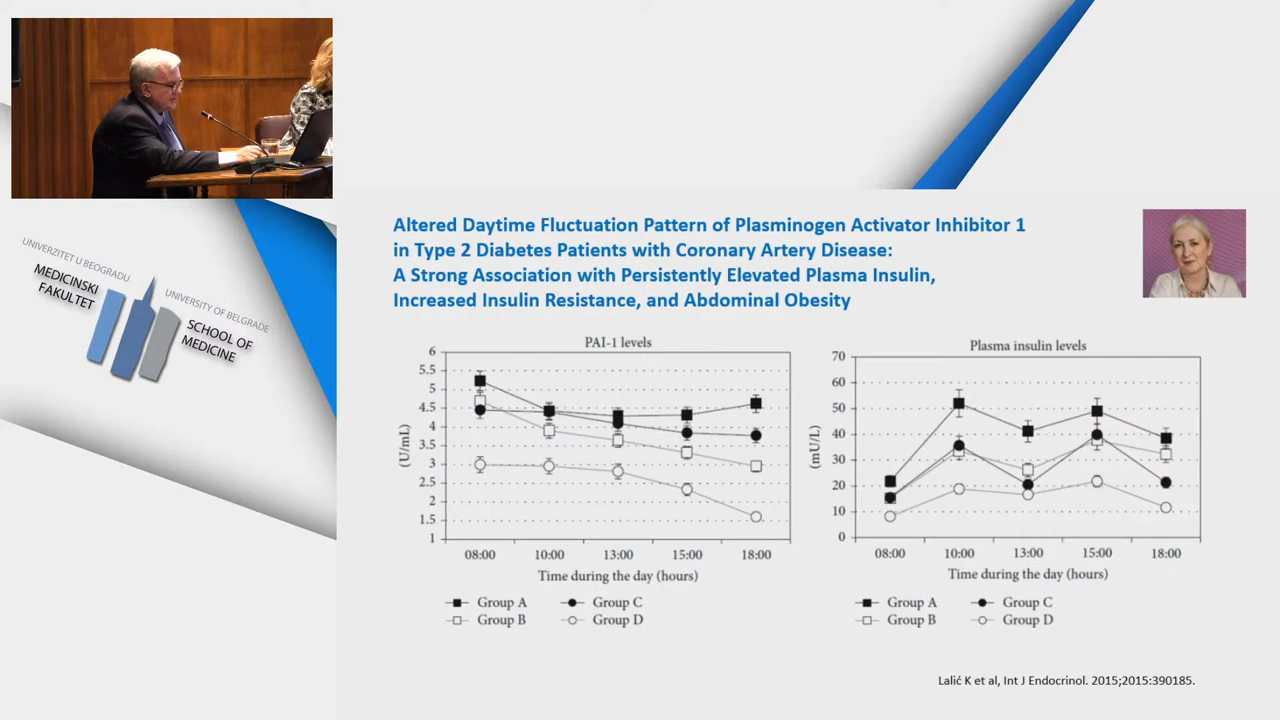 UNIVERZITET U BEOGRADU
MEDICINSKI
FAKULTET
UNIVERSITY OF BELGRADE
SCHOOL OF
MEDICINE
Altered Daytime Fluctuation Pattern of Plasminogen Activator Inhibitor 1
in Type 2 Diabetes Patients with Coronary Artery Disease:
A Strong Association with Persistently Elevated Plasma Insulin,
Increased Insulin Resistance, and Abdominal Obesity
PAI-1 levels
6
5.5
5
4.5
4
3.5
3
2.5
2
1.5
1
(U/mL)
08:00 10:00 13:00 15:00 18:00
Time during the day (hours)
Group A Group C
Group B Group D
Plasma insulin levels
70
60
50
40
30
20
10
0
(mU/L)
08:00 10:00 13:00 15:00 18:00
Time during the day (hours)
Group A Group C
Group B Group D
Lalić K et al, Int J Endocrinol. 2015;2015:390185.